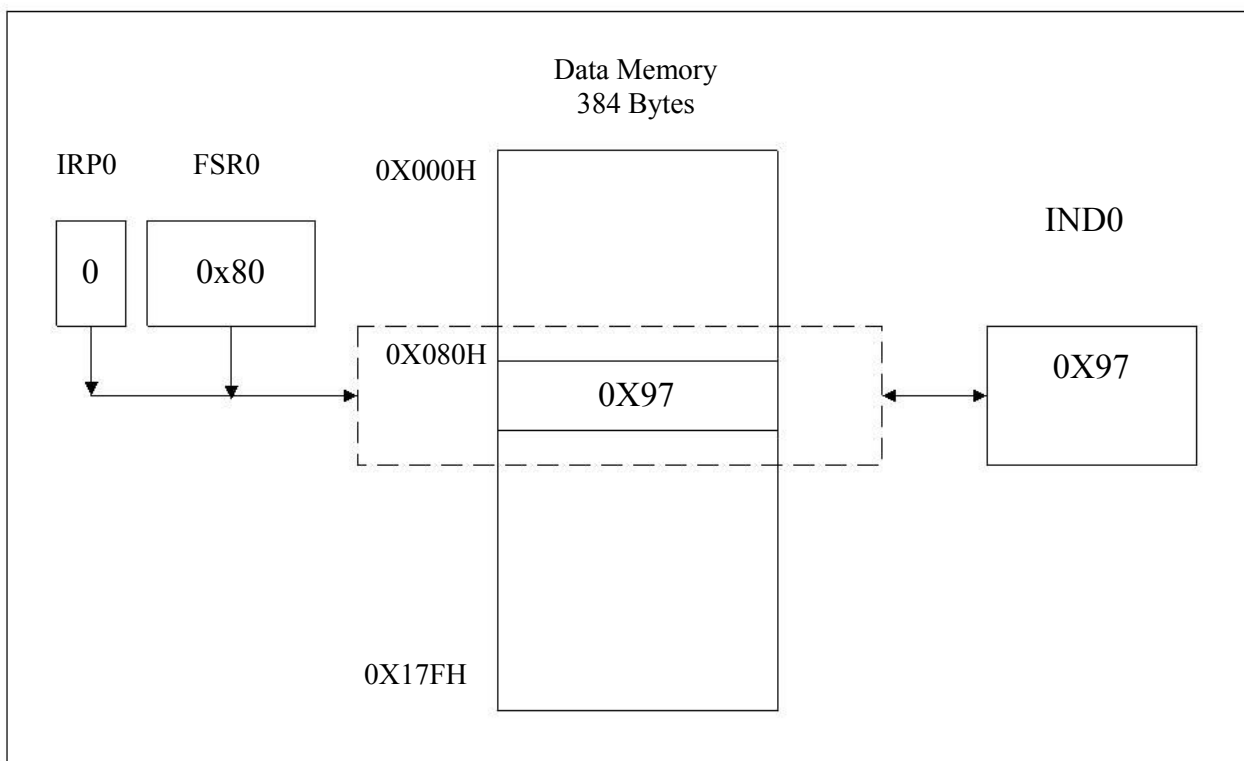 Data Memory
384 Bytes
IRP0
FSR0
0X000H
IND0
0
0x80
0X080H
0X97
0X97
0X17FH